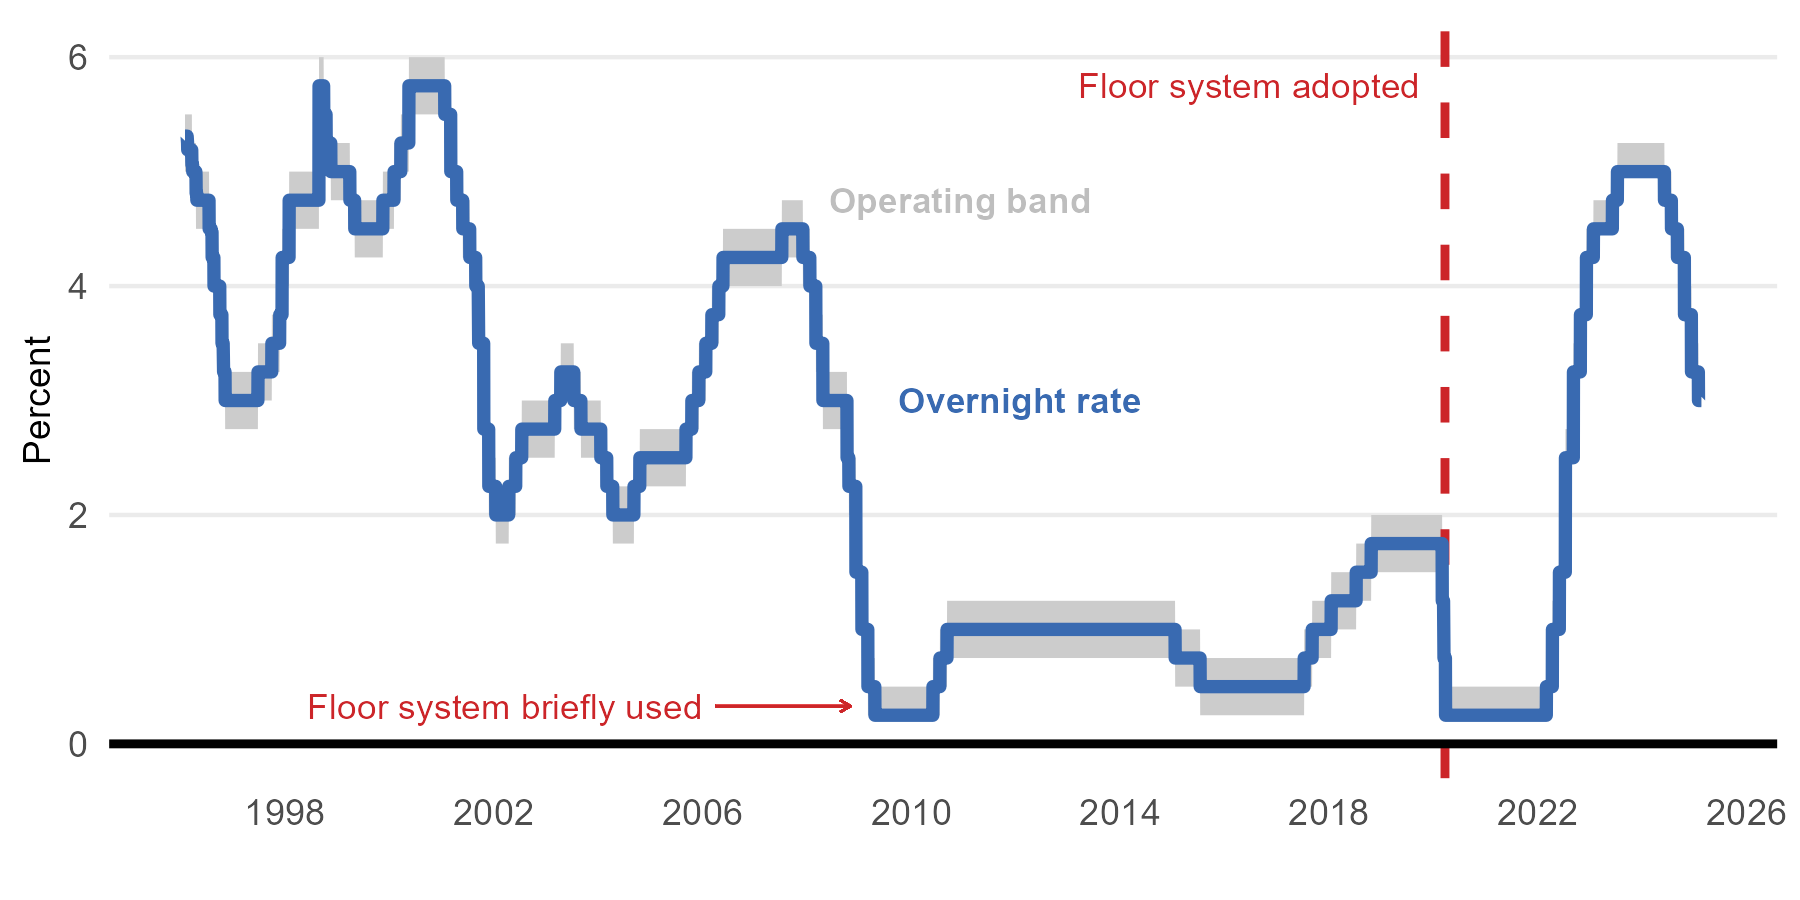 6
Floor system adopted
Operating band
4
Percent
Overnight rate
2
Floor system briefly used
0
1998
2002
2006
2010
2014
2018
2022
2026